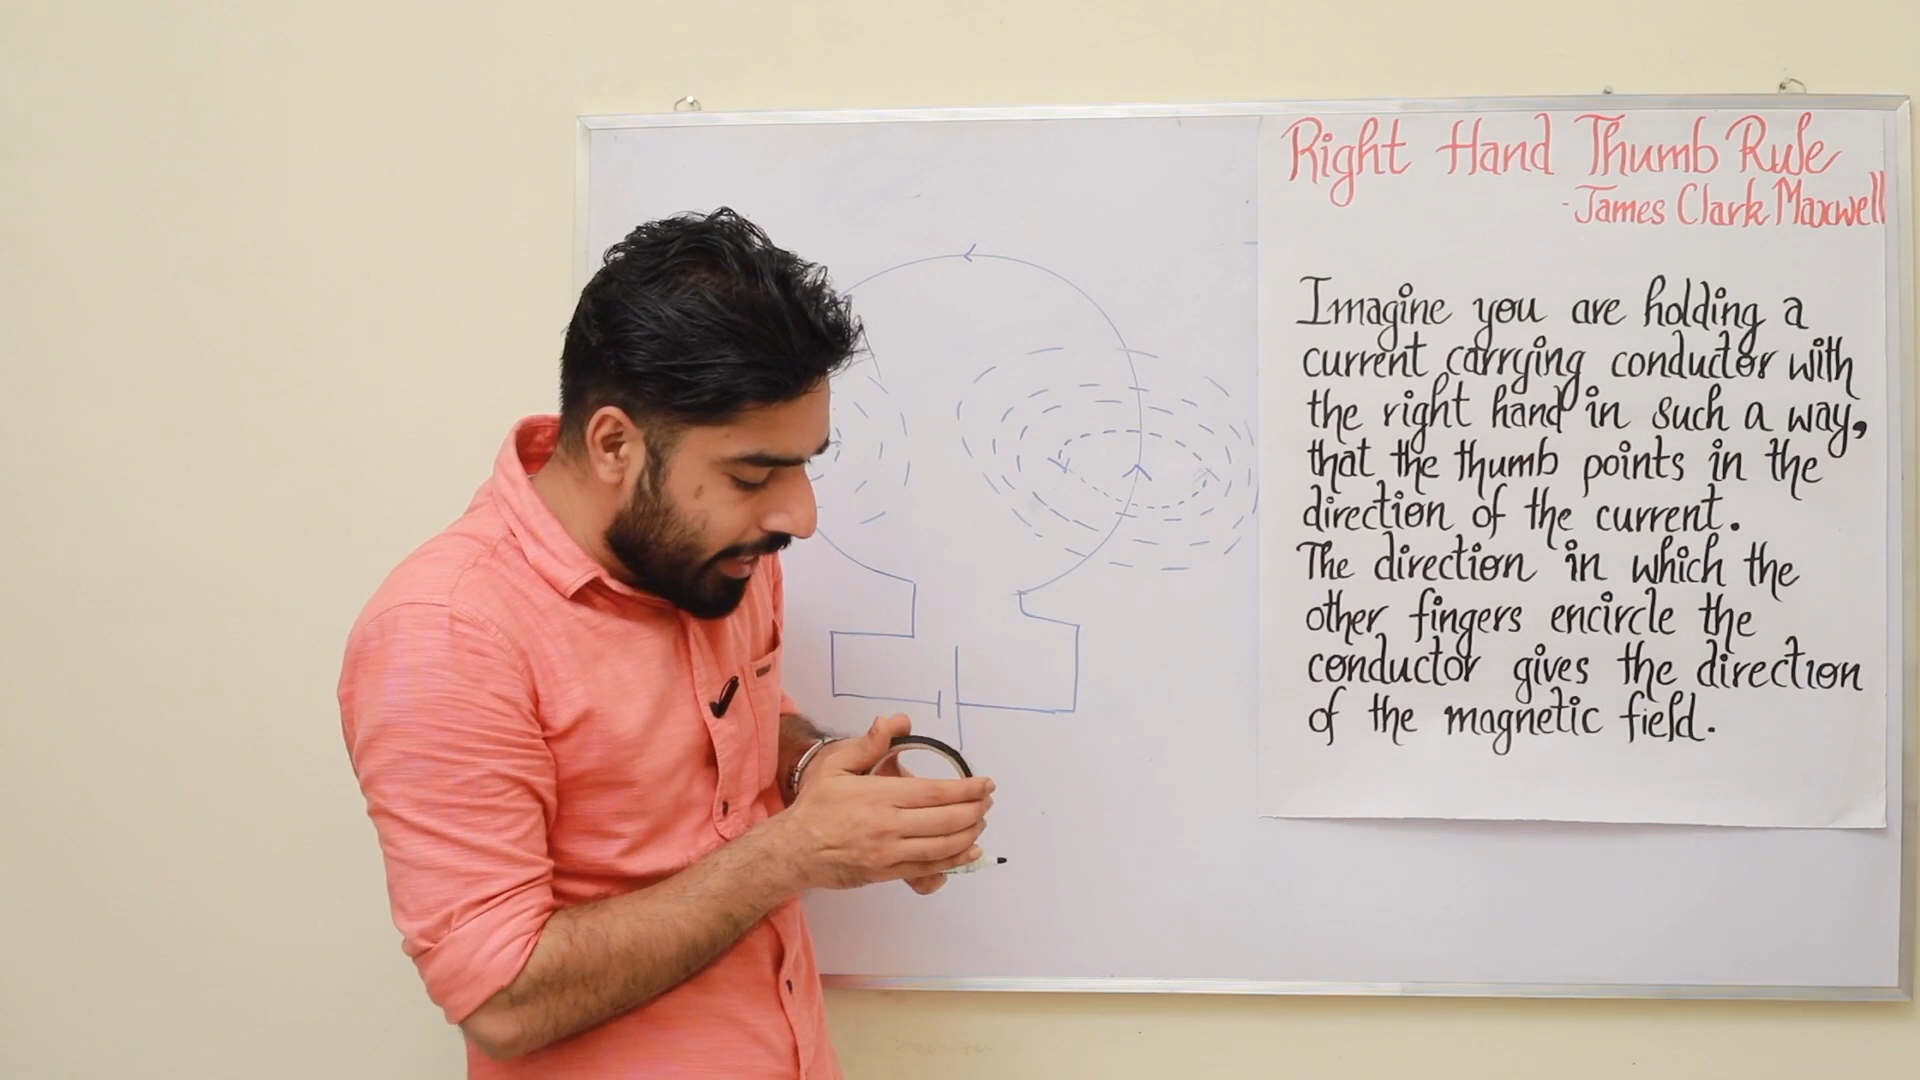 Right Hand Thumb Rule
- James Clark Maxwell
Imagine you are holding a
current carrying conductor with
the right hand in such a way,
that the thumb points in the
direction of the current.
The direction in which the
other fingers encircle the
conductor gives the direction
of the magnetic field.